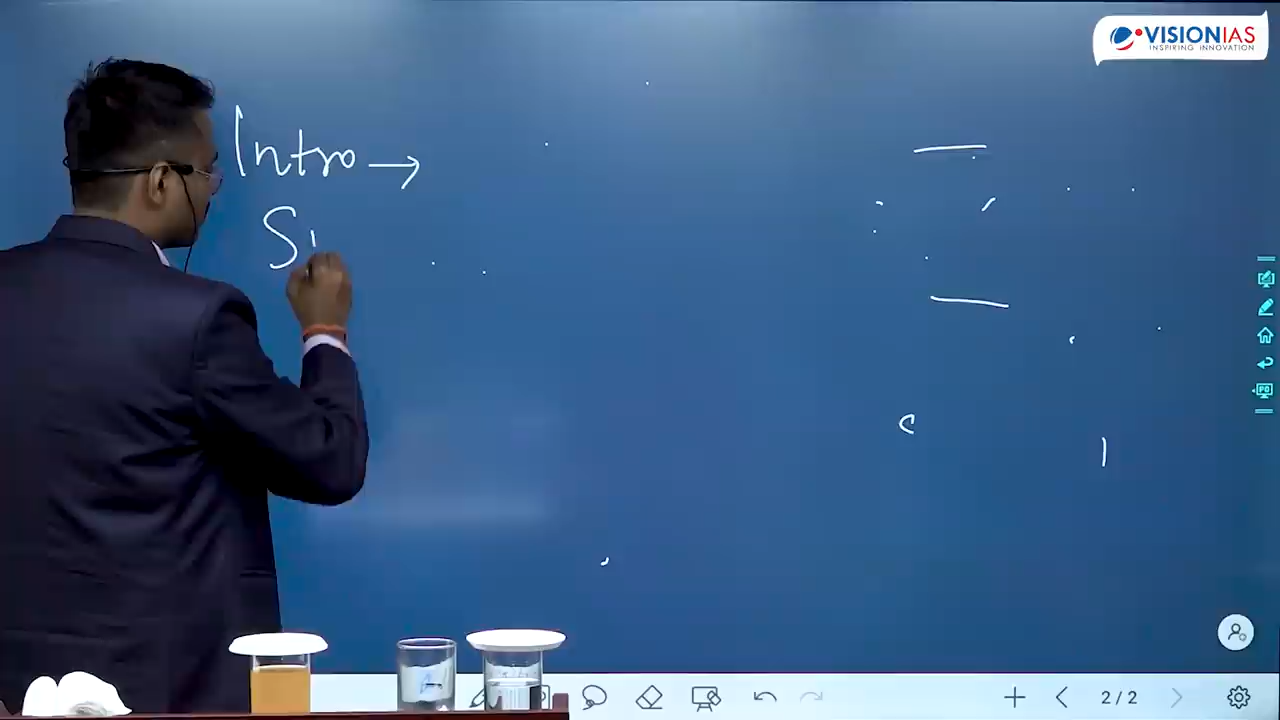 VISIONIAS
INSPIRING INNOVATION
Intro →
S
2/2